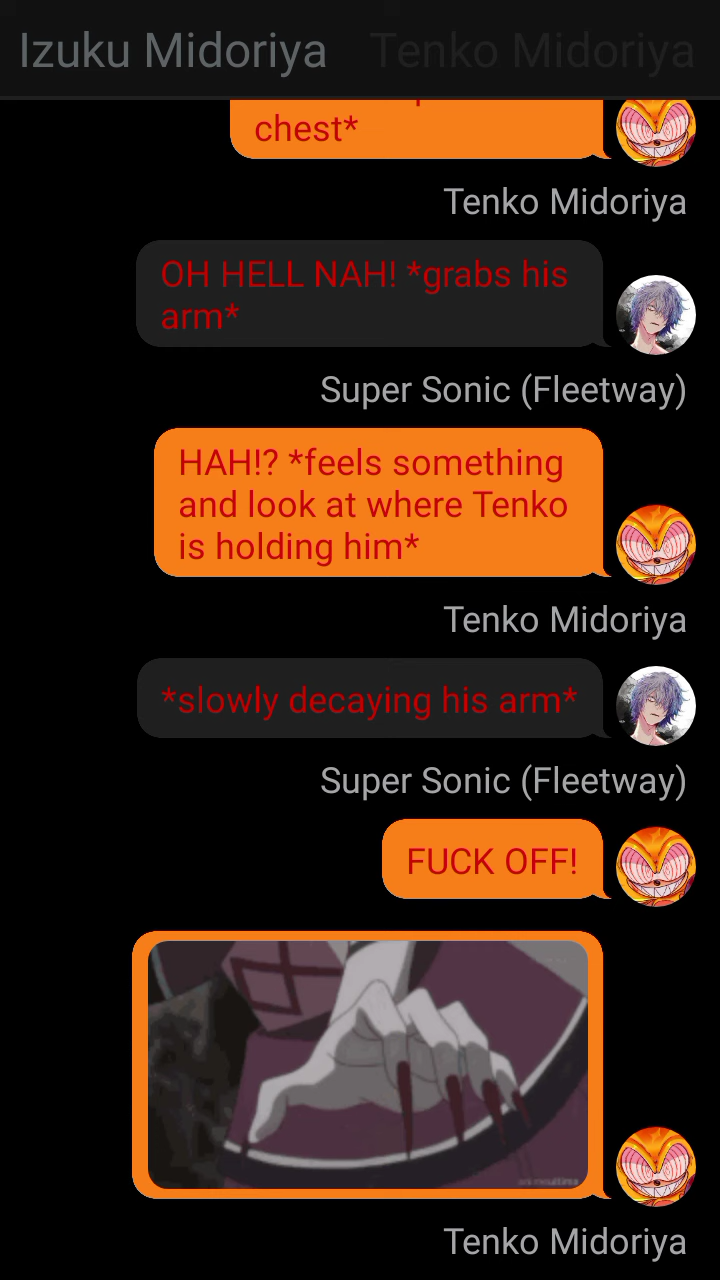 Izuku Midoriya Tenko Midoriya
chest*
Tenko Midoriya
OH HELL NAH! *grabs his
arm*
Super Sonic (Fleetway)
HAH!? *feels something
and look at where Tenko
is holding him*
Tenko Midoriya
*slowly decaying his arm*
Super Sonic (Fleetway)
FUCK OFF!
Tenko Midoriya